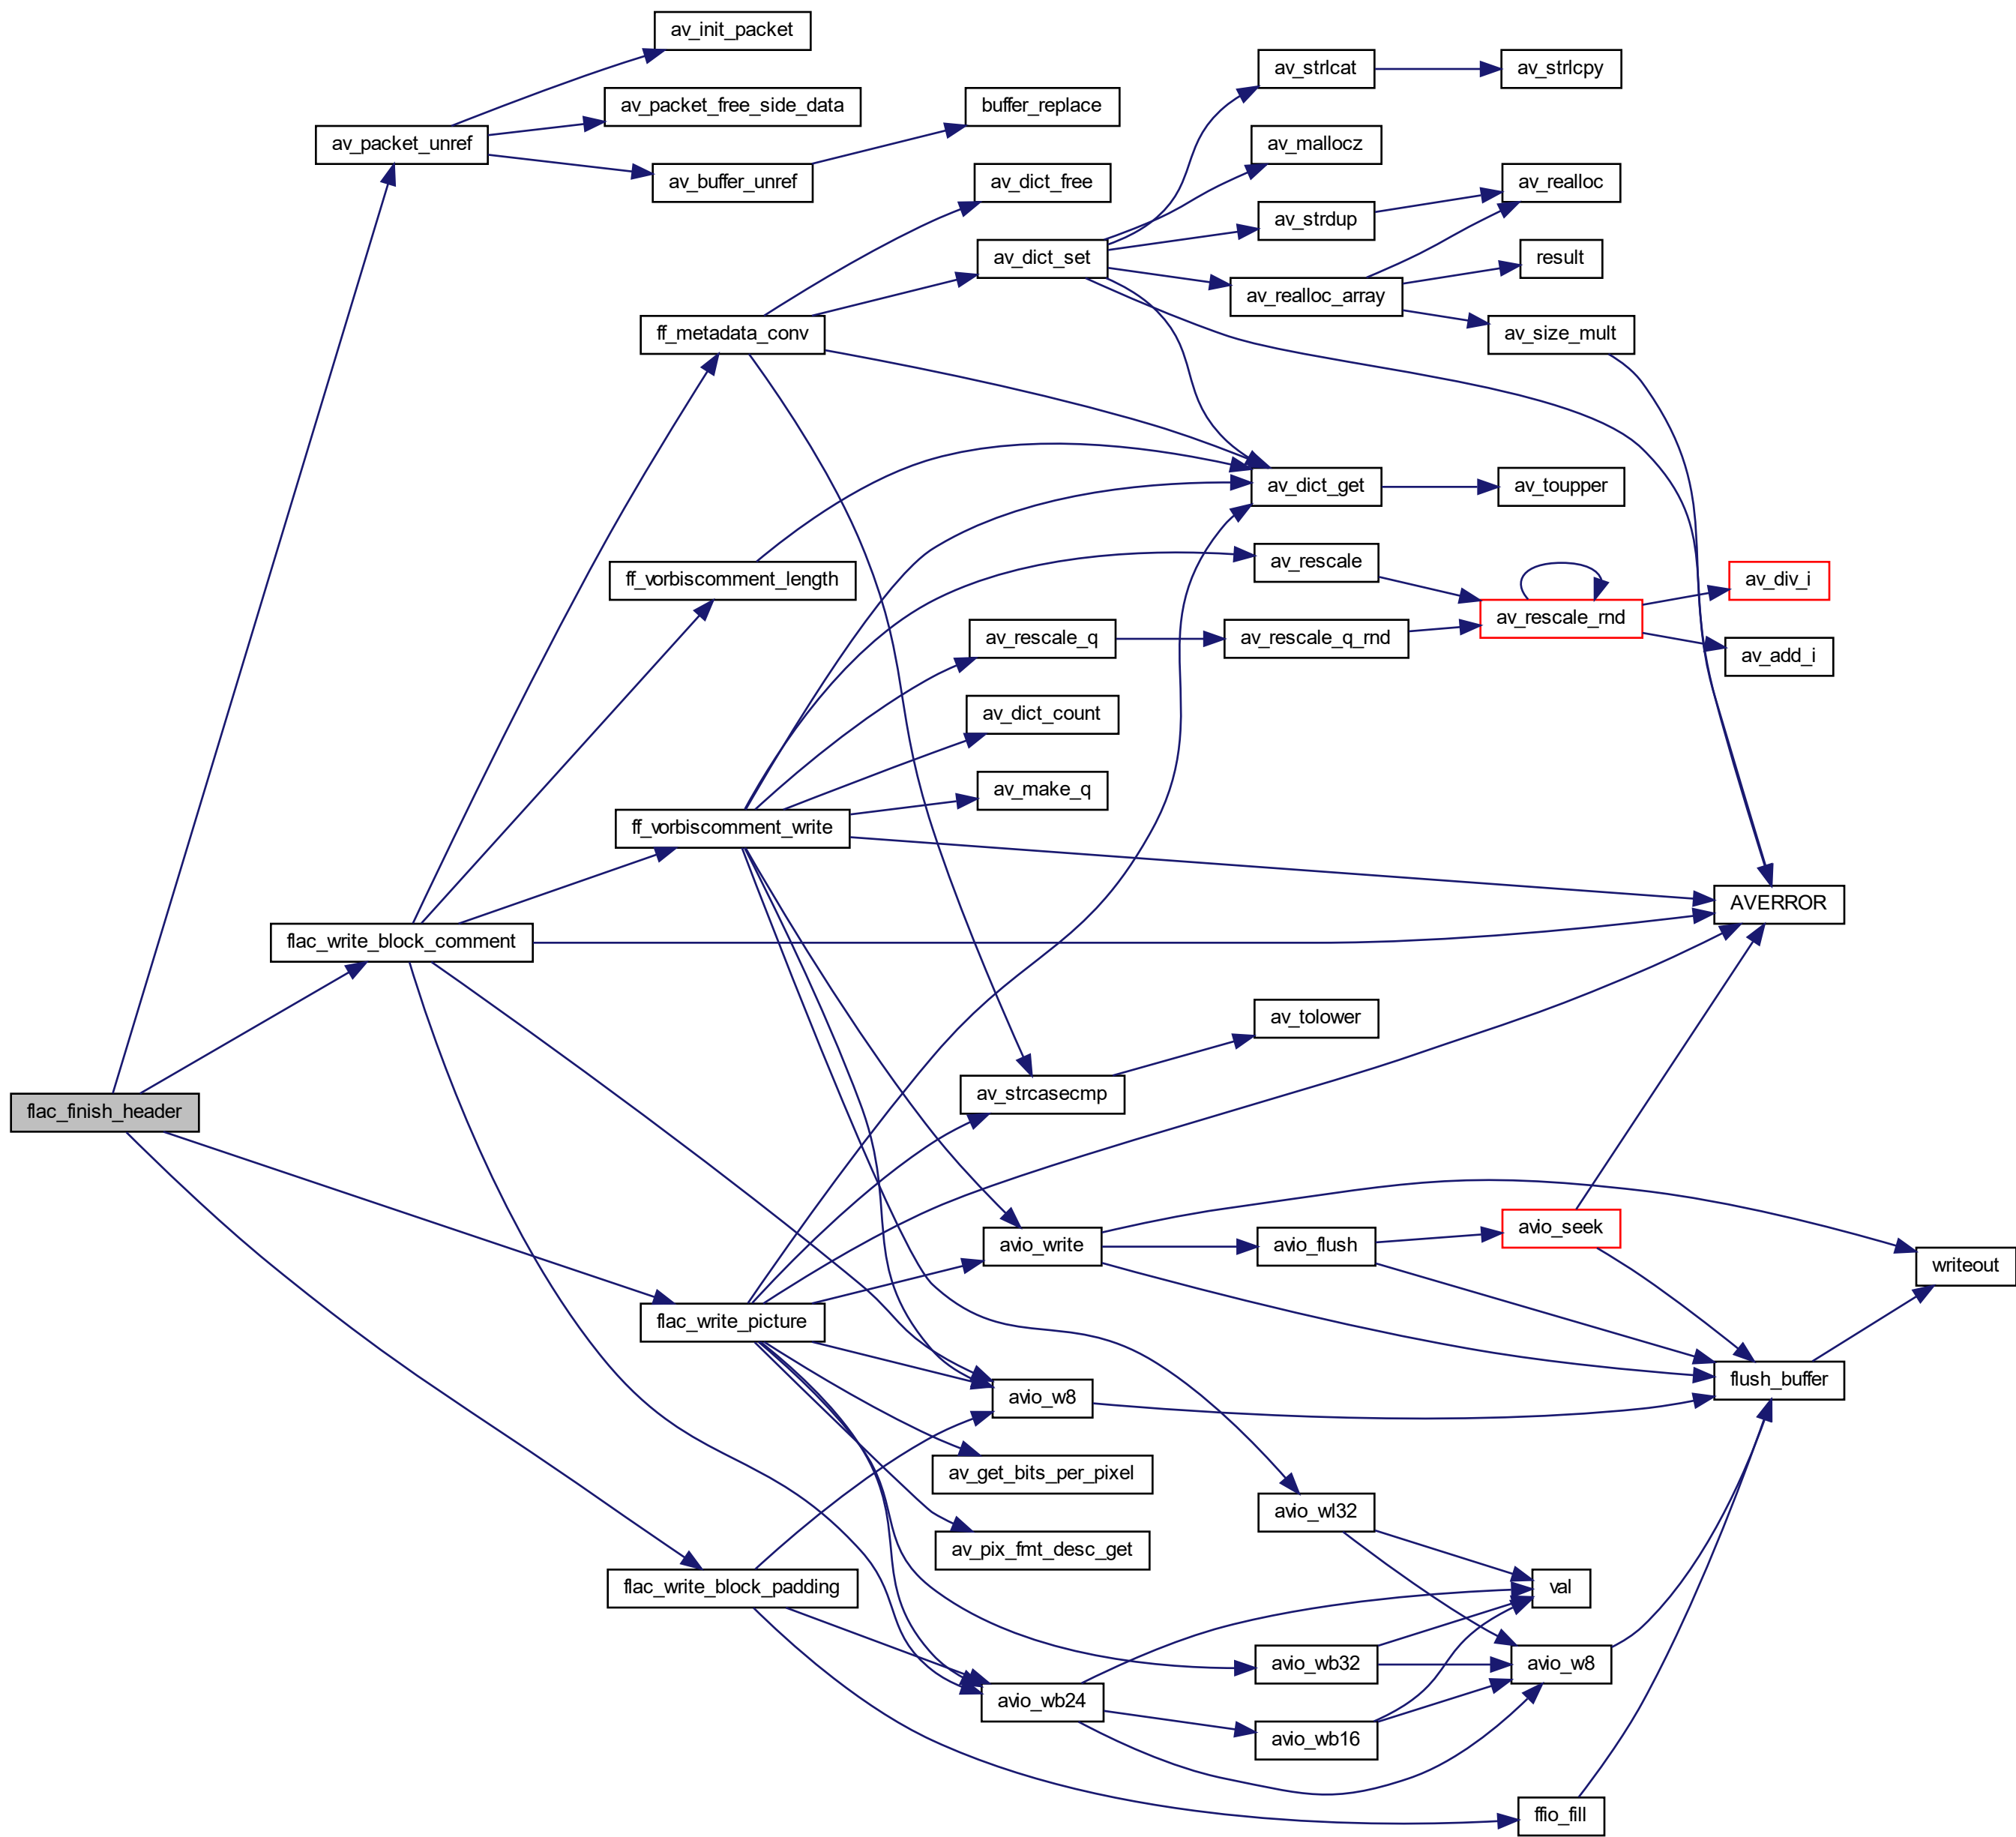 av_init_packet
av_strlcat
av_strlcpy
av_packet_free_side_data
buffer_replace
av_packet_unref
av_mallocz
av_buffer_unref
av_dict_free
av_realloc
av_strdup
av_dict_set
result
av_realloc_array
ff_metadata_conv
av_size_mult
av_dict_get
av_toupper
av_rescale
ff_vorbiscomment_length
av_div_i
av_rescale_rnd
av_rescale_q
av_rescale_q_rnd
av_add_i
av_dict_count
av_make_q
ff_vorbiscomment_write
AVERROR
flac_write_block_comment
av_tolower
av_strcasecmp
flac_finish_header
avio_seek
avio_write
avio_flush
writeout
flac_write_picture
flush_buffer
avio_w8
av_get_bits_per_pixel
avio_wl32
av_pix_fmt_desc_get
flac_write_block_padding
val
avio_wb32
avio_w8
avio_wb24
avio_wb16
ffio_fill